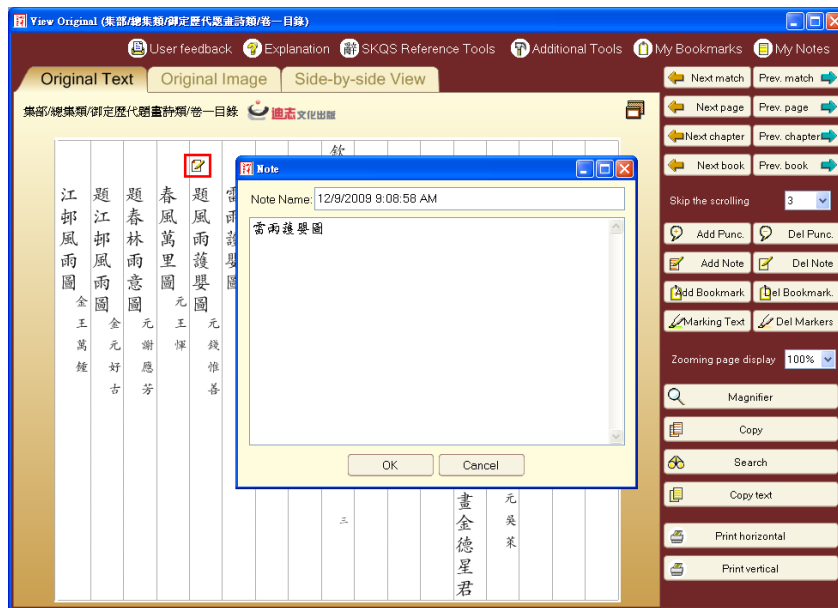 View Original (集部/總集類/御定歷代題畫詩類/卷一目錄)
User feedback
Explanation
SKQS Reference Tools
Additional Tools
My Bookmarks
My Notes
Original Text
Original Image
Side-by-side View
集部/總集類/御定歷代題畫詩類/卷一目錄
迪志文化出版
元吳萊
畫金德星君
欽
三
題風雨護嬰圖 元錢惟善
春風萬里圖 元王惲
題春林雨意圖 元謝應芳
題江邨風雨圖 金元好古
江邨風雨圖 金王萬鍾
Note
Note Name: 12/9/2009 9:08:58 AM
雷雨護嬰圖
OK
Cancel
Next match
Prev. match
Next page
Prev. page
Next chapter
Prev. chapter
Next book
Prev. book
Skip the scrolling 3
Add Punc.
Del Punc.
Add Note
Del Note
Add Bookmark
Del Bookmark.
Marking Text
Del Markers
Zooming page display 100%
Magnifier
Copy
Search
Copy text
Print horizontal
Print vertical